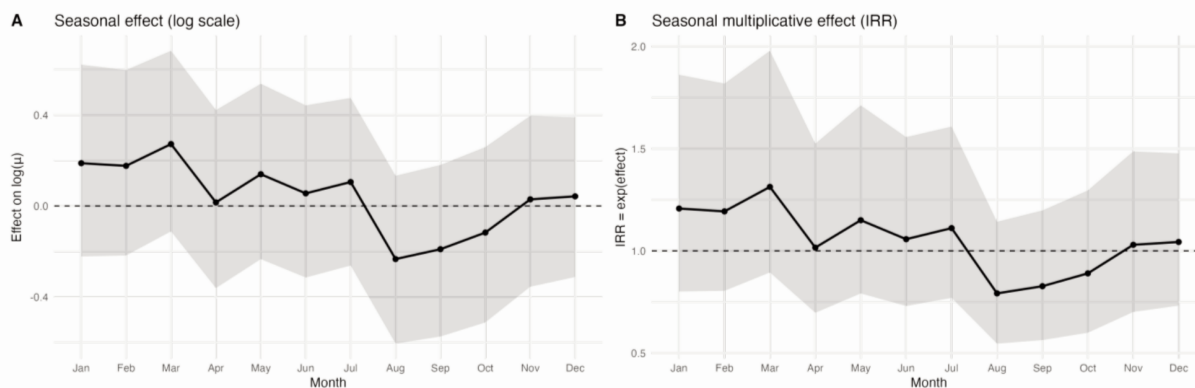 A Seasonal effect (log scale)
Effect on log(μ)
0.4
0.0
-0.4
Jan Feb Mar Apr May Jun Jul Aug Sep Oct Nov Dec
Month
B Seasonal multiplicative effect (IRR)
IRR = exp(effect)
2.0
1.5
1.0
0.5
Jan Feb Mar Apr May Jun Jul Aug Sep Oct Nov Dec
Month